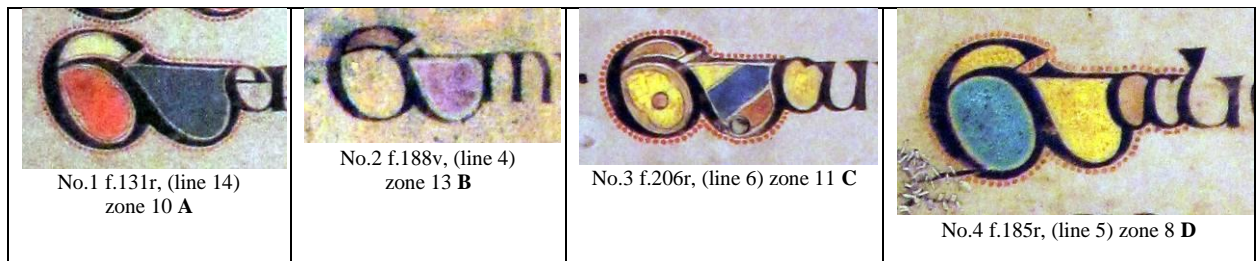 No.1 f.131r, (line 14)
zone 10 A
No.2 f.188v, (line 4)
zone 13 B
No.3 f.206r, (line 6) zone 11 C
No.4 f.185r, (line 5) zone 8 D